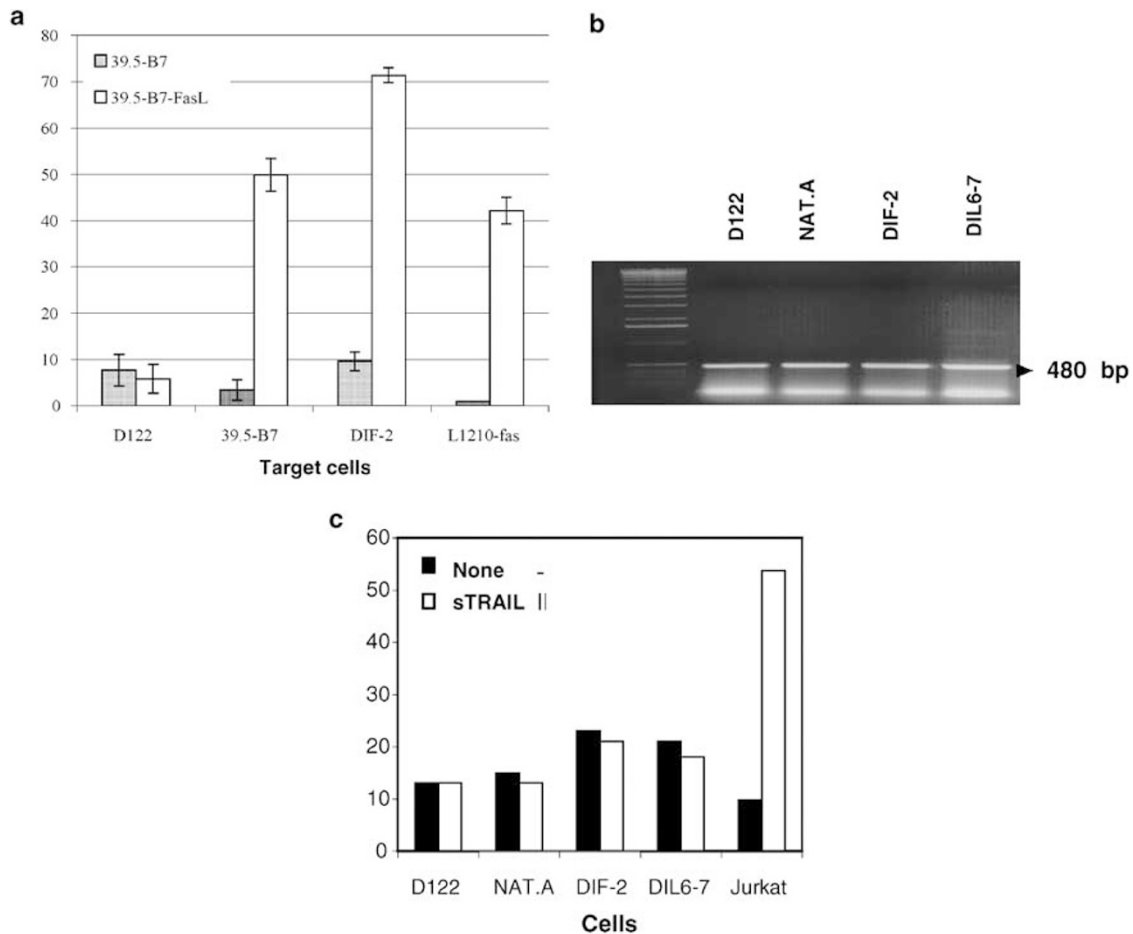 a
80
70
60
50
40
30
20
10
0
39.5-B7
39.5-B7-FasL
D122 39.5-B7 DIF-2 L1210-fas
Target cells
b
D122 NAT.A DIF-2 DIL6-7
480 bp
c
60
50
40
30
20
10
0
None -
sTRAIL ||
D122 NAT.A DIF-2 DIL6-7 Jurkat
Cells